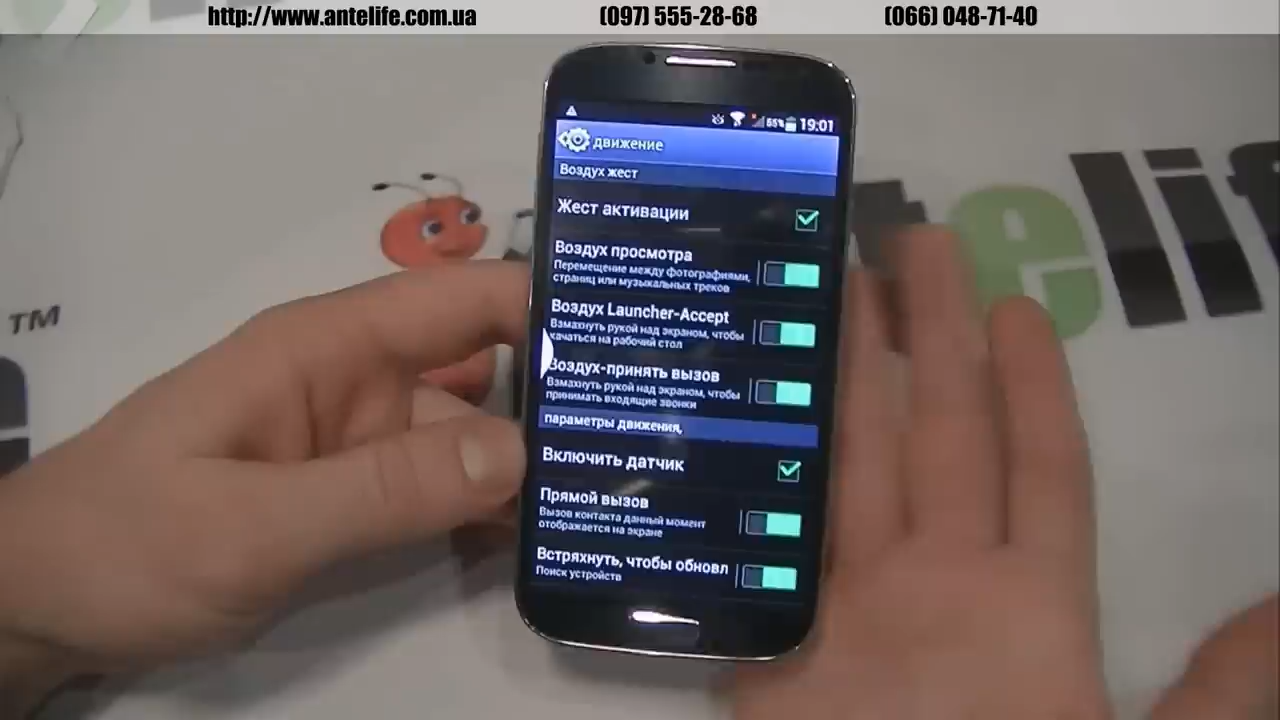 http://www.antelife.com.ua (097) 555-28-68 (066) 048-71-40
55% 19:01
движение
Воздух жест
Жест активации
Воздух просмотра
Перемещение между фотографиями,
страниц или музыкальных треков
Воздух Launcher-Accept
Взмахнуть рукой над экраном, чтобы
качаться на рабочий стол
Воздух-принять вызов
Взмахнуть рукой над экраном, чтобы
принимать входящие звонки
параметры движения,
Включить датчик
Прямой вызов
Вызов контакта данный момент
отображается на экране
Встряхнуть, чтобы обновл
Поиск устройств
TM
elif